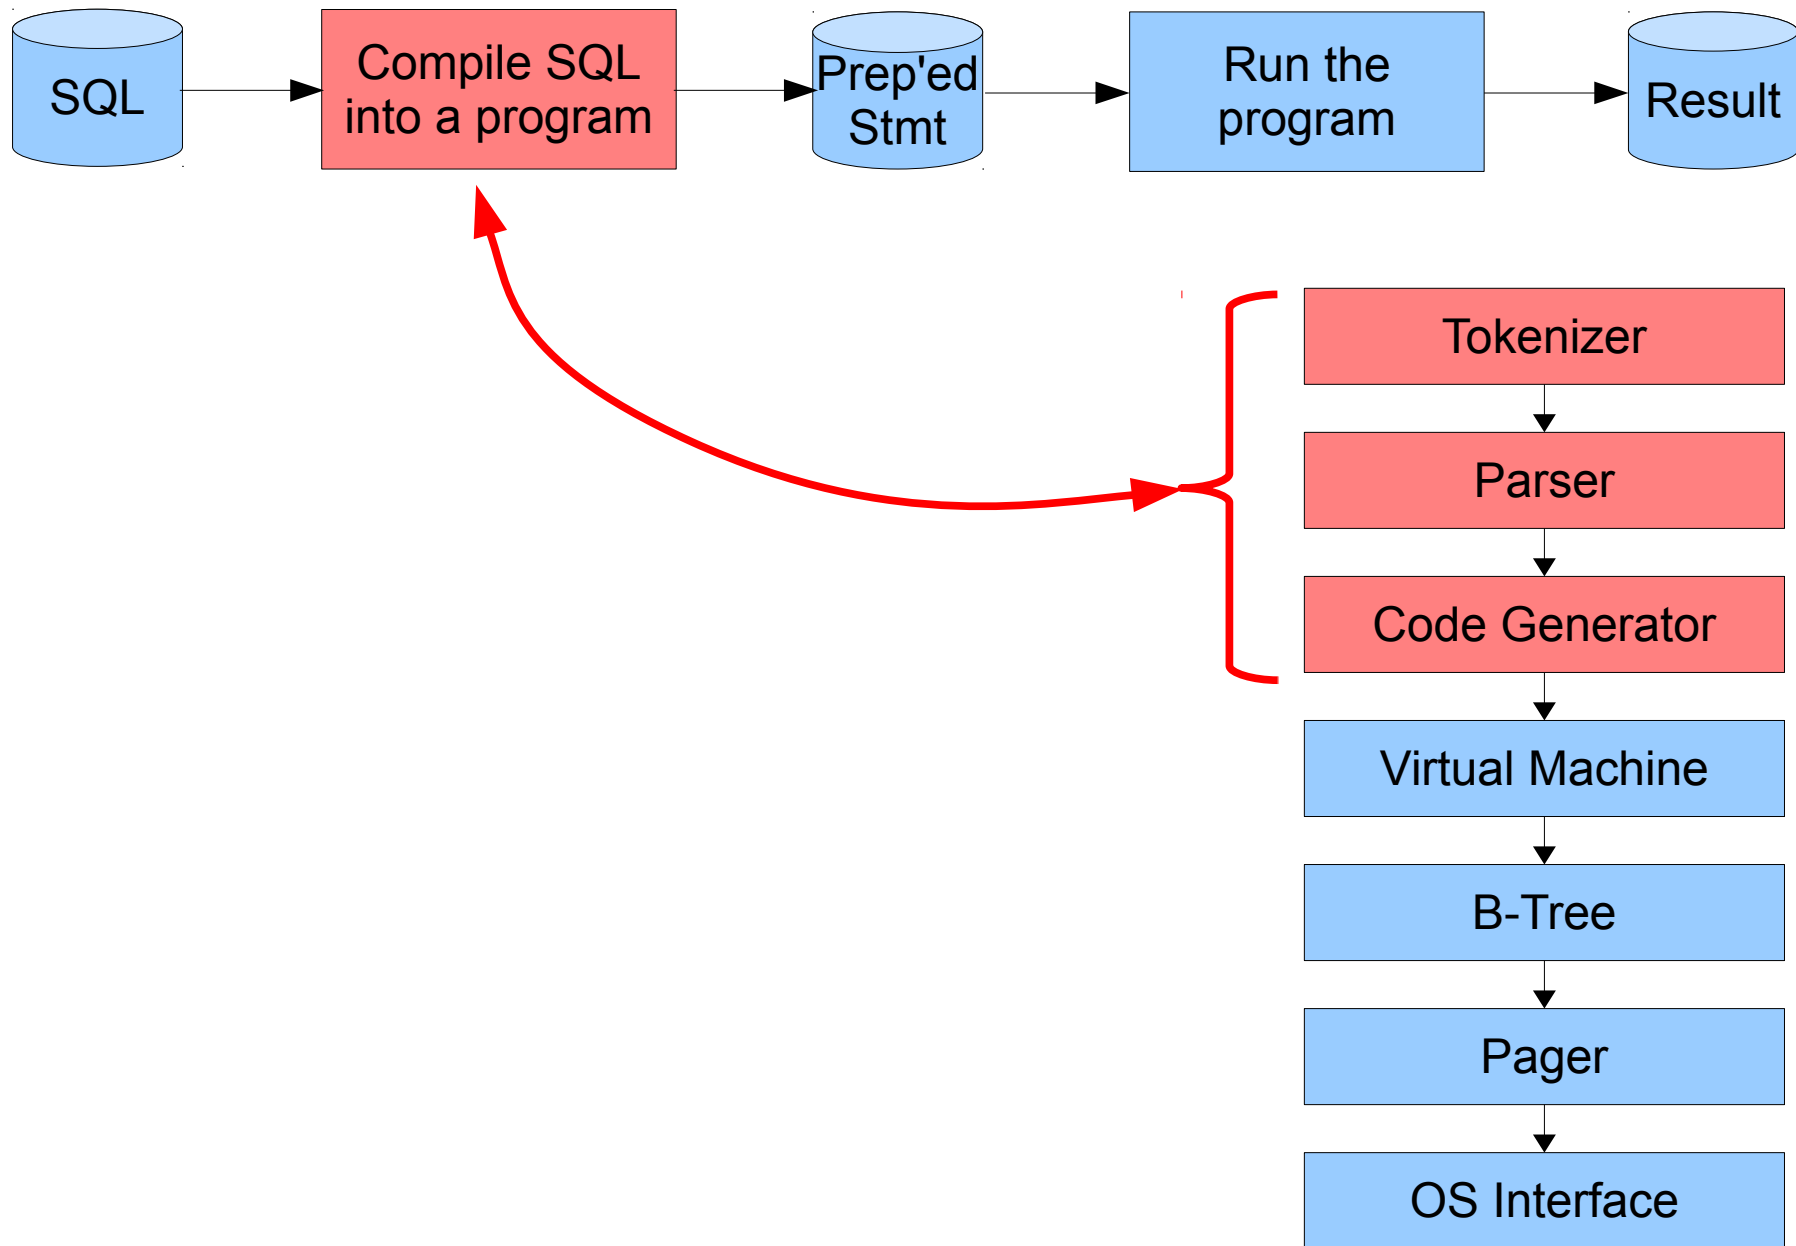 SQL
Compile SQL
into a program
Prep'ed
Stmt
Run the
program
Result
Tokenizer
Parser
Code Generator
Virtual Machine
B-Tree
Pager
OS Interface